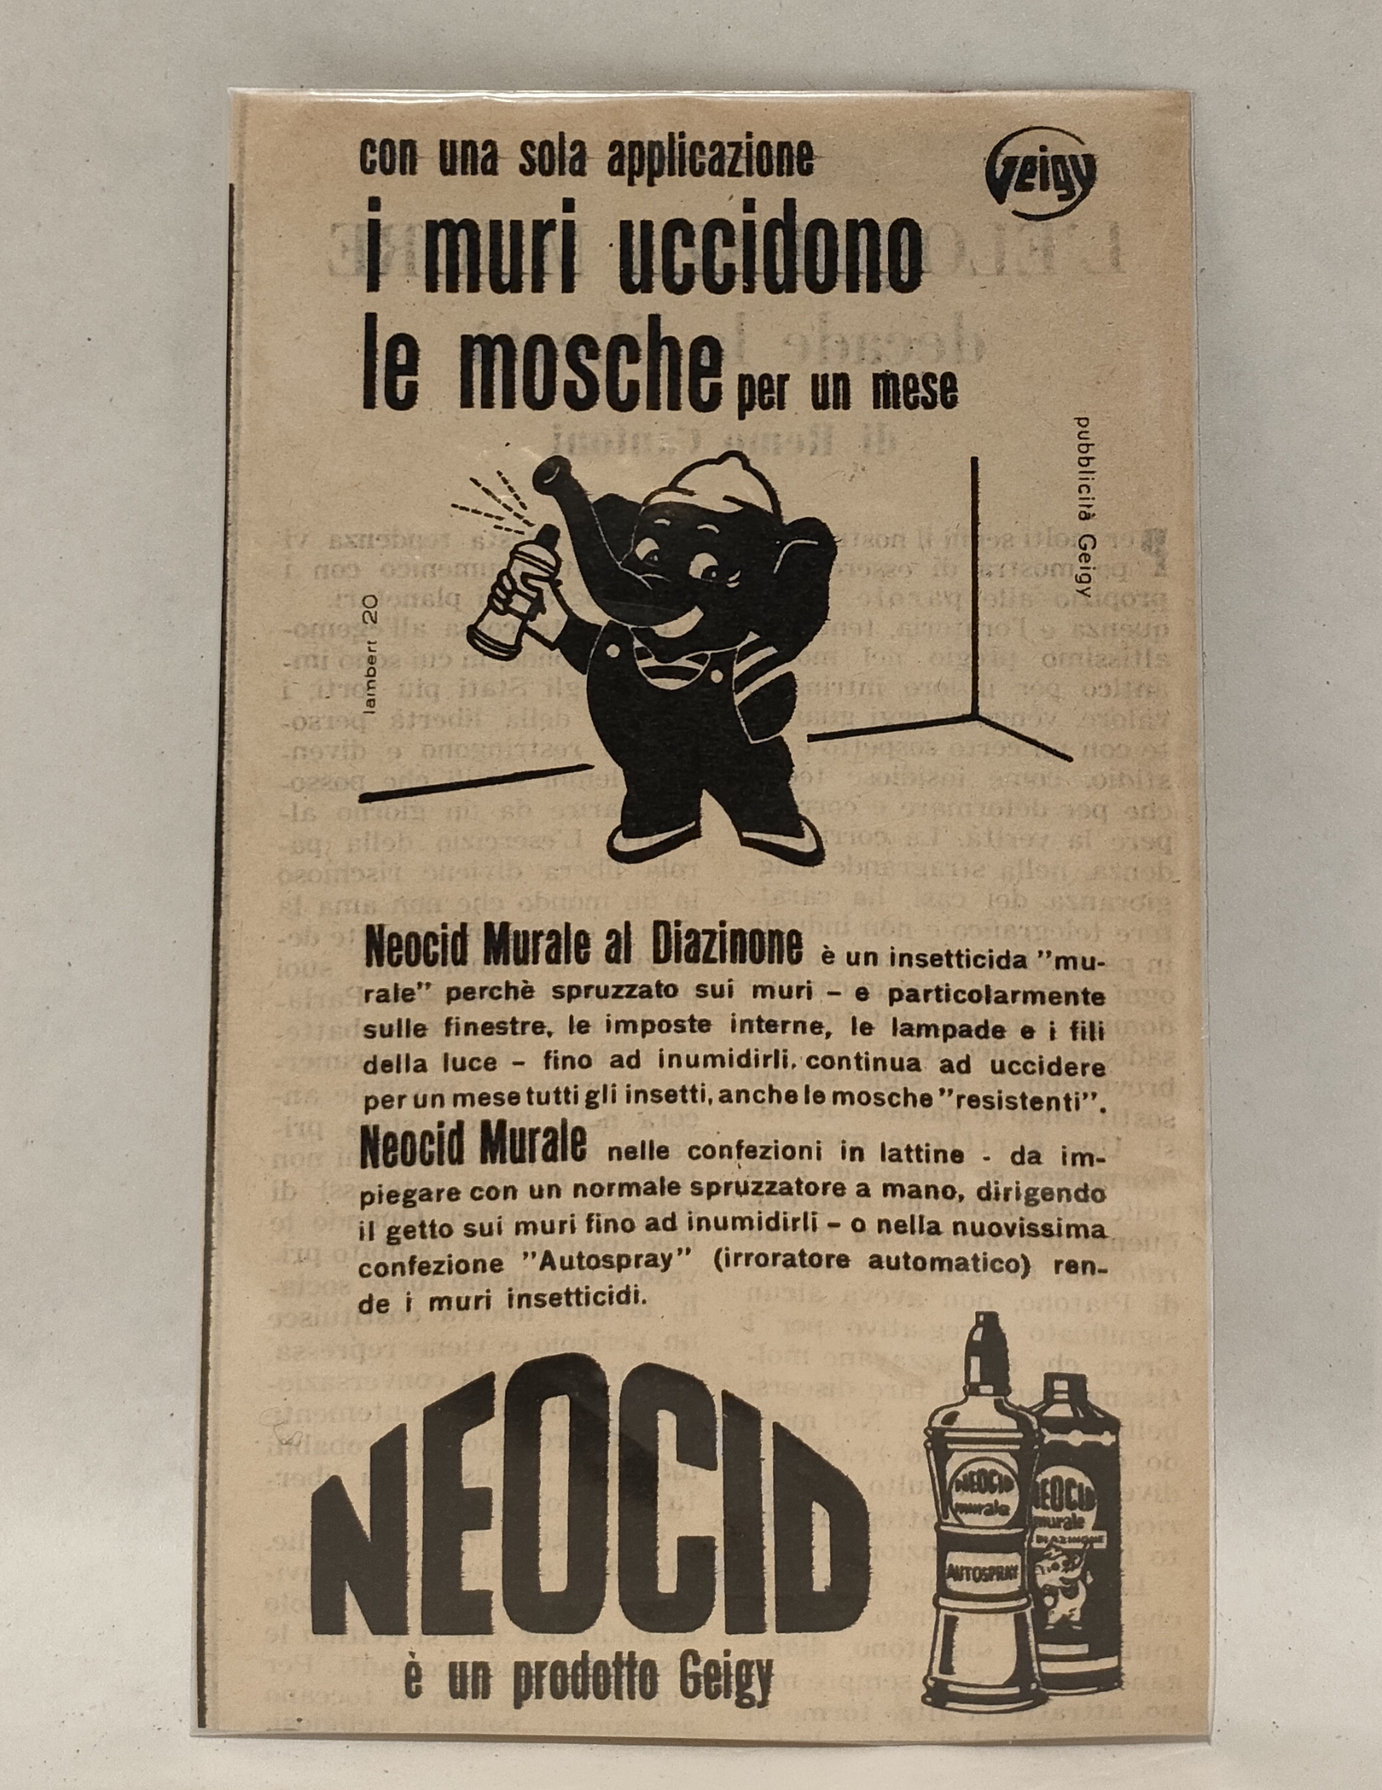 con una sola applicazione
Geigy
i muri uccidono
le mosche per un mese
pubblicità Geigy
lambert 20
Neocid Murale al Diazinone è un insetticida "mu-
rale" perchè spruzzato sui muri – e particolarmente
sulle finestre, le imposte interne, le lampade e i fili
della luce – fino ad inumidirli, continua ad uccidere
per un mese tutti gli insetti, anche le mosche "resistenti".
Neocid Murale nelle confezioni in lattine - da im-
piegare con un normale spruzzatore a mano, dirigendo
il getto sui muri fino ad inumidirli – o nella nuovissima
confezione "Autospray" (irroratore automatico) ren-
de i muri insetticidi.
NEOCID
è un prodotto Geigy
NEOCID
murale
AUTOSPRAY
NEOCID
murale
DIAZINONE